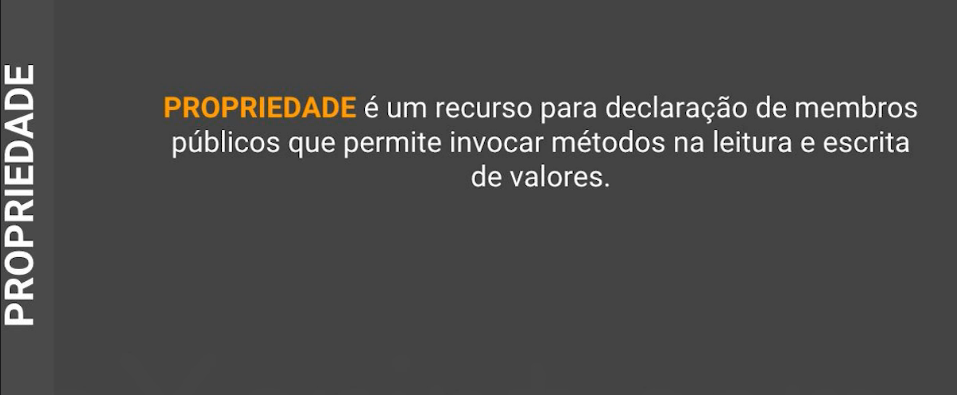 PROPRIEDADE
PROPRIEDADE é um recurso para declaração de membros
públicos que permite invocar métodos na leitura e escrita
de valores.